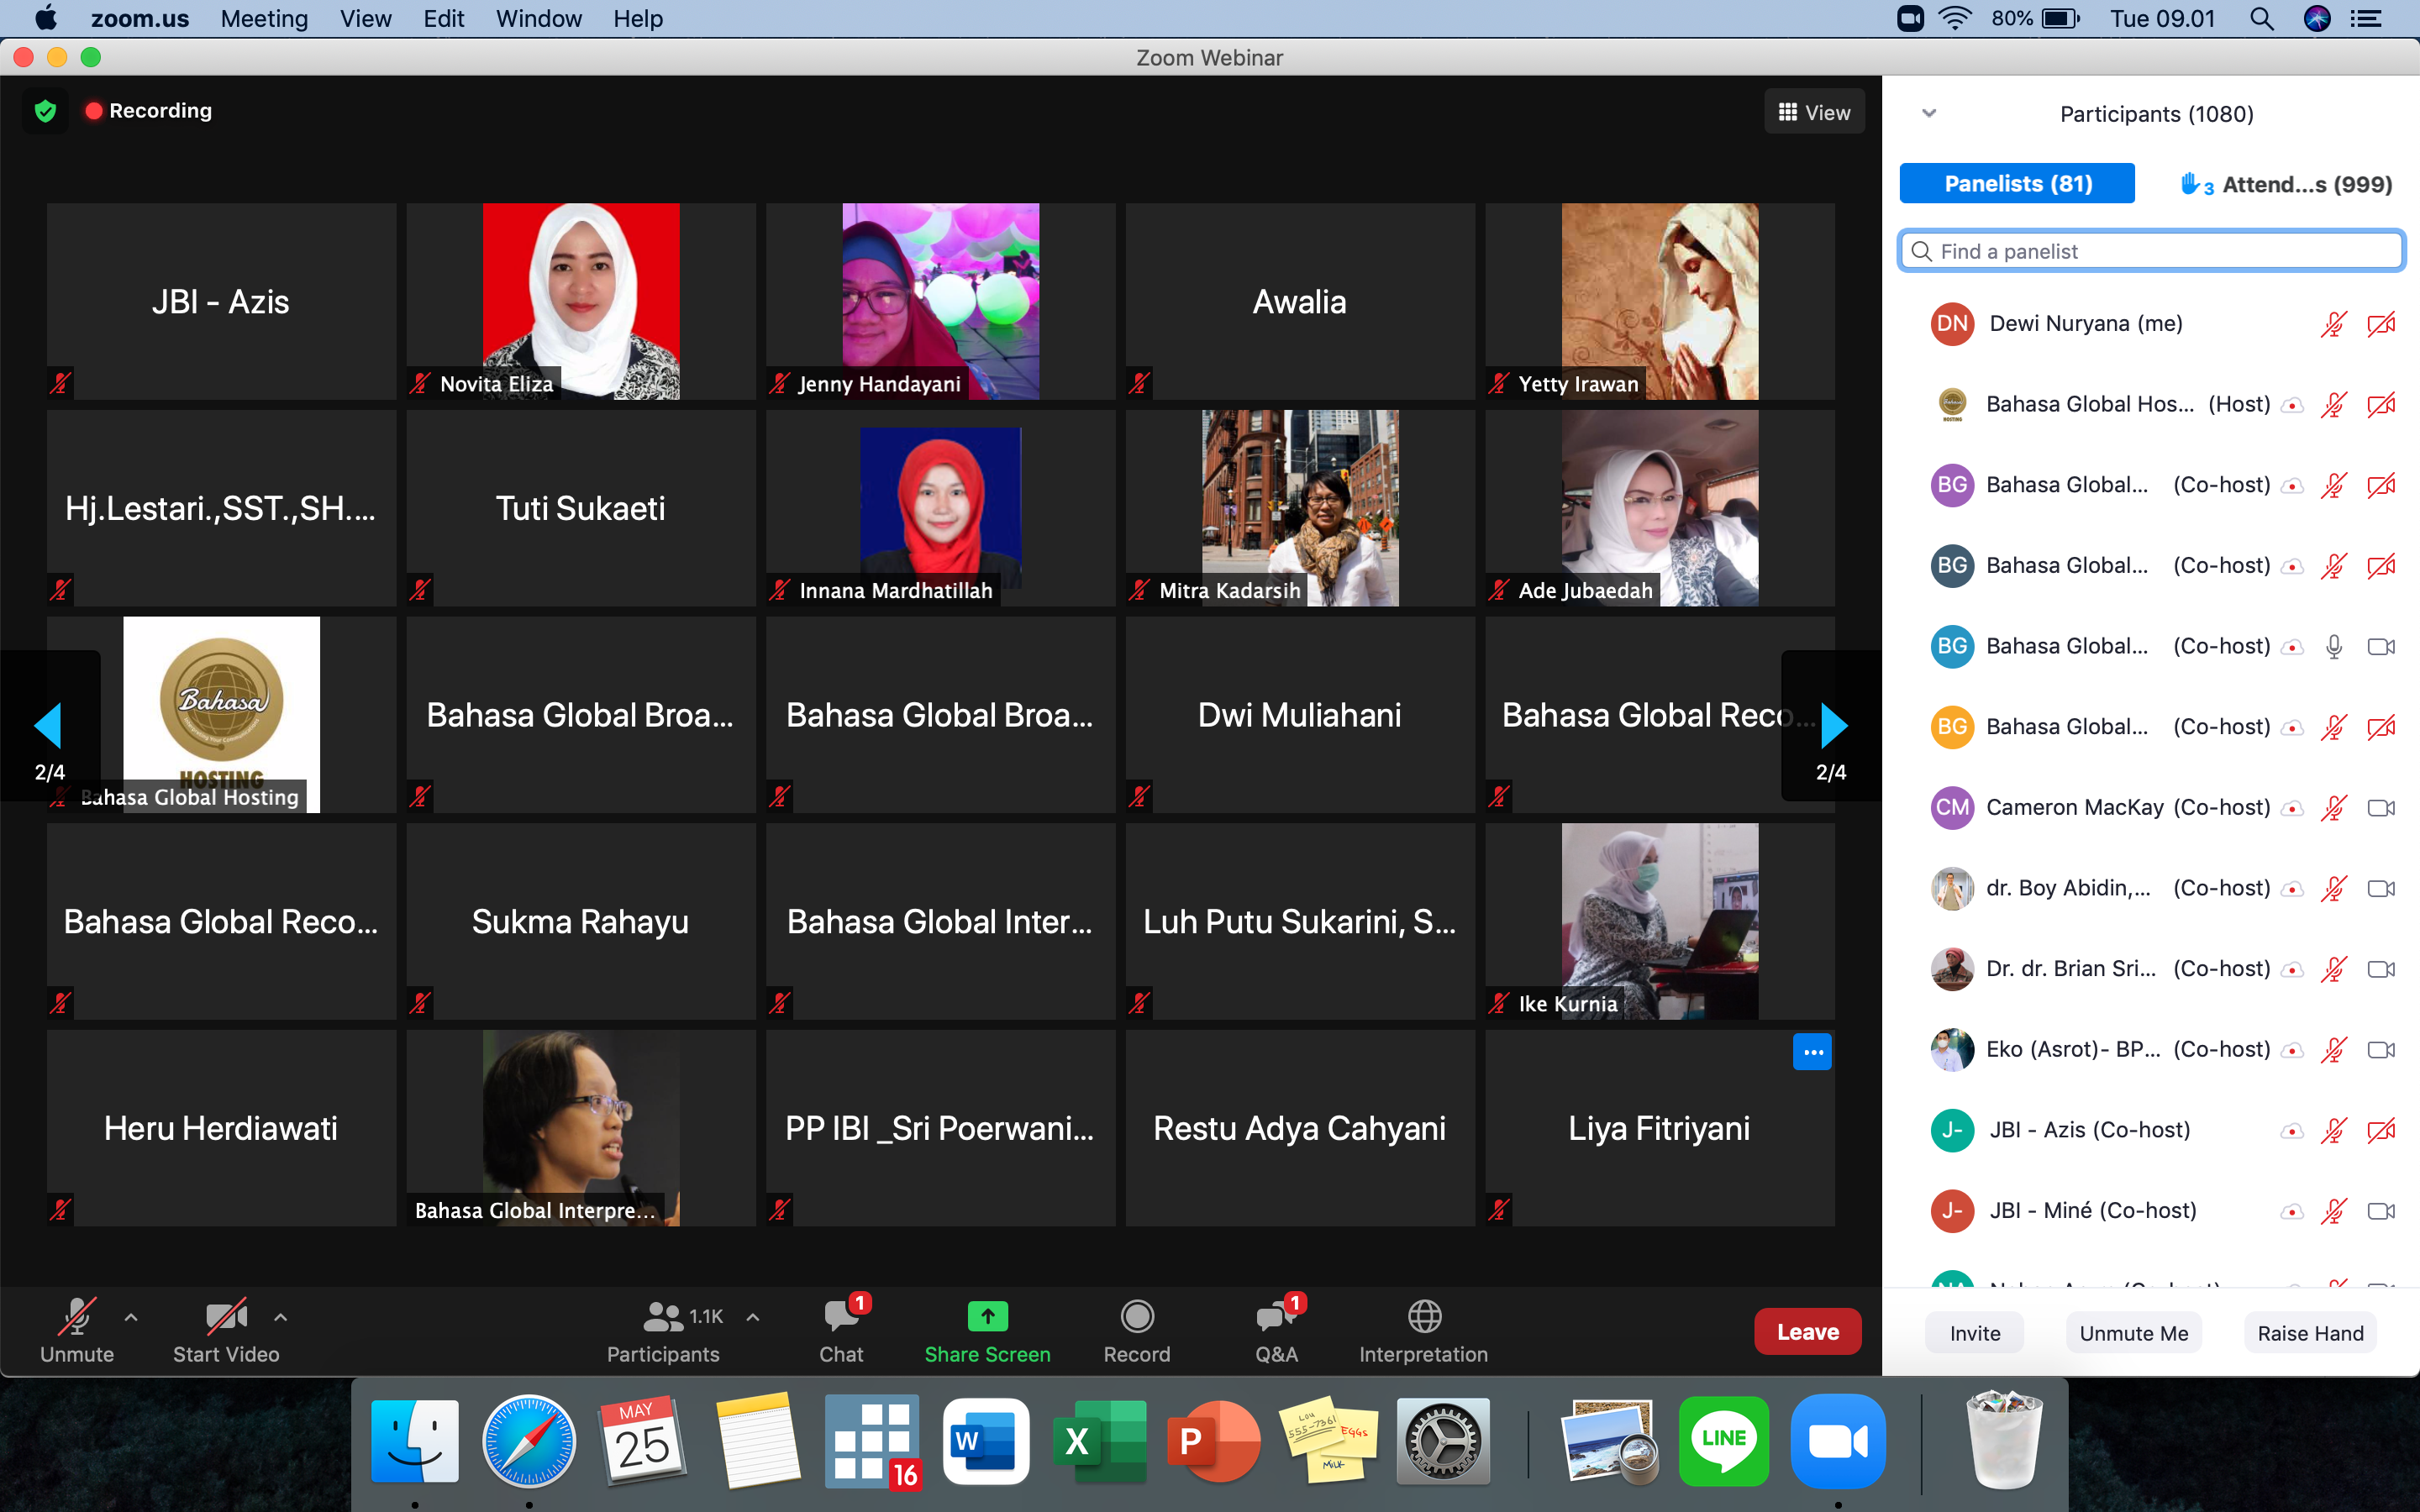 zoom.us Meeting View Edit Window Help 80% Tue 09.01
Zoom Webinar
Recording
View
JBI - Azis
Novita Eliza
Jenny Handayani
Awalia
Yetty Irawan
Hj.Lestari.,SST.,SH....
Tuti Sukaeti
Innana Mardhatillah
Mitra Kadarsih
Ade Jubaedah
Bahasa
HOSTING
Bahasa Global Hosting
2/4
Bahasa Global Broa...
Bahasa Global Broa...
Dwi Muliahani
Bahasa Global Reco...
2/4
Bahasa Global Reco...
Sukma Rahayu
Bahasa Global Inter...
Luh Putu Sukarini, S...
Ike Kurnia
Heru Herdiawati
Bahasa Global Interpre...
PP IBI _Sri Poerwani...
Restu Adya Cahyani
Liya Fitriyani
Unmute
Start Video
1.1K
Participants
1
Chat
Share Screen
Record
1
Q&A
Interpretation
Leave
Participants (1080)
Panelists (81)
3 Attend...s (999)
Find a panelist
DN Dewi Nuryana (me)
Bahasa Global Hos... (Host)
BG Bahasa Global... (Co-host)
BG Bahasa Global... (Co-host)
BG Bahasa Global... (Co-host)
BG Bahasa Global... (Co-host)
CM Cameron MacKay (Co-host)
dr. Boy Abidin,... (Co-host)
Dr. dr. Brian Sri... (Co-host)
Eko (Asrot)- BP... (Co-host)
J- JBI - Azis (Co-host)
J- JBI - Miné (Co-host)
Invite
Unmute Me
Raise Hand
MAY
25
16
W
X
P
LOU
555-7361
EGGS
MILK
LINE